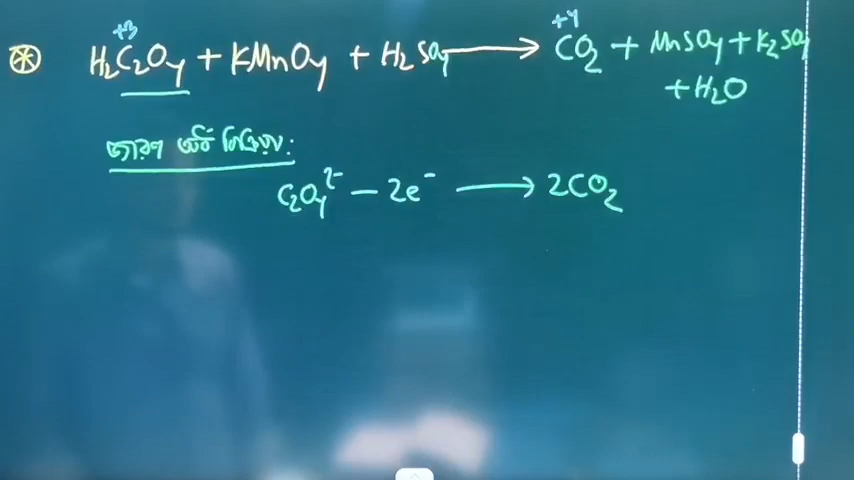 +3 +4
H₂C₂O₄ + KMnO₄ + H₂SO₄ ⟶ CO₂ + MnSO₄ + K₂SO₄
+ H₂O
জারণ অর্ধ বিক্রিয়া:
C₂O₄²⁻ − 2e⁻ ⟶ 2CO₂